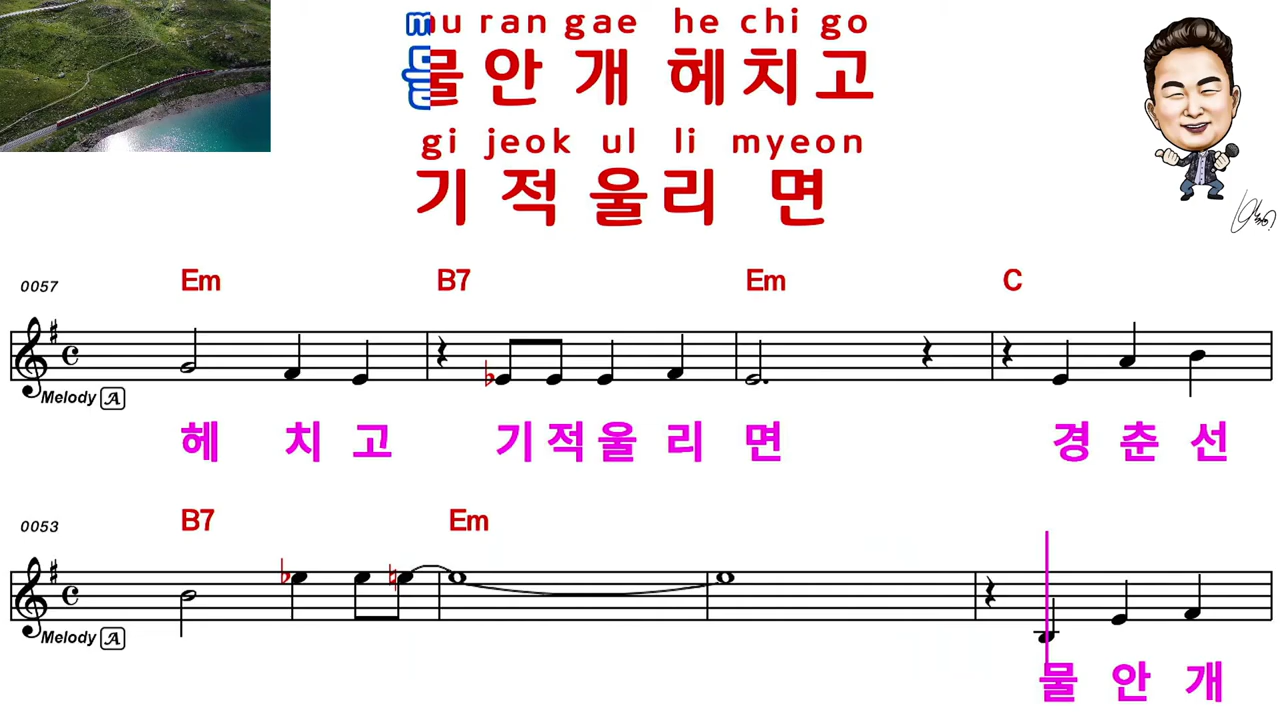 mu ran gae he chi go
물 안 개 헤 치 고
gi jeok ul li myeon
기 적 울 리 면
0057 Em B7 Em C
Melody A
헤 치 고 기 적 울 리 면 경 춘 선
0053 B7 Em
Melody A
물 안 개